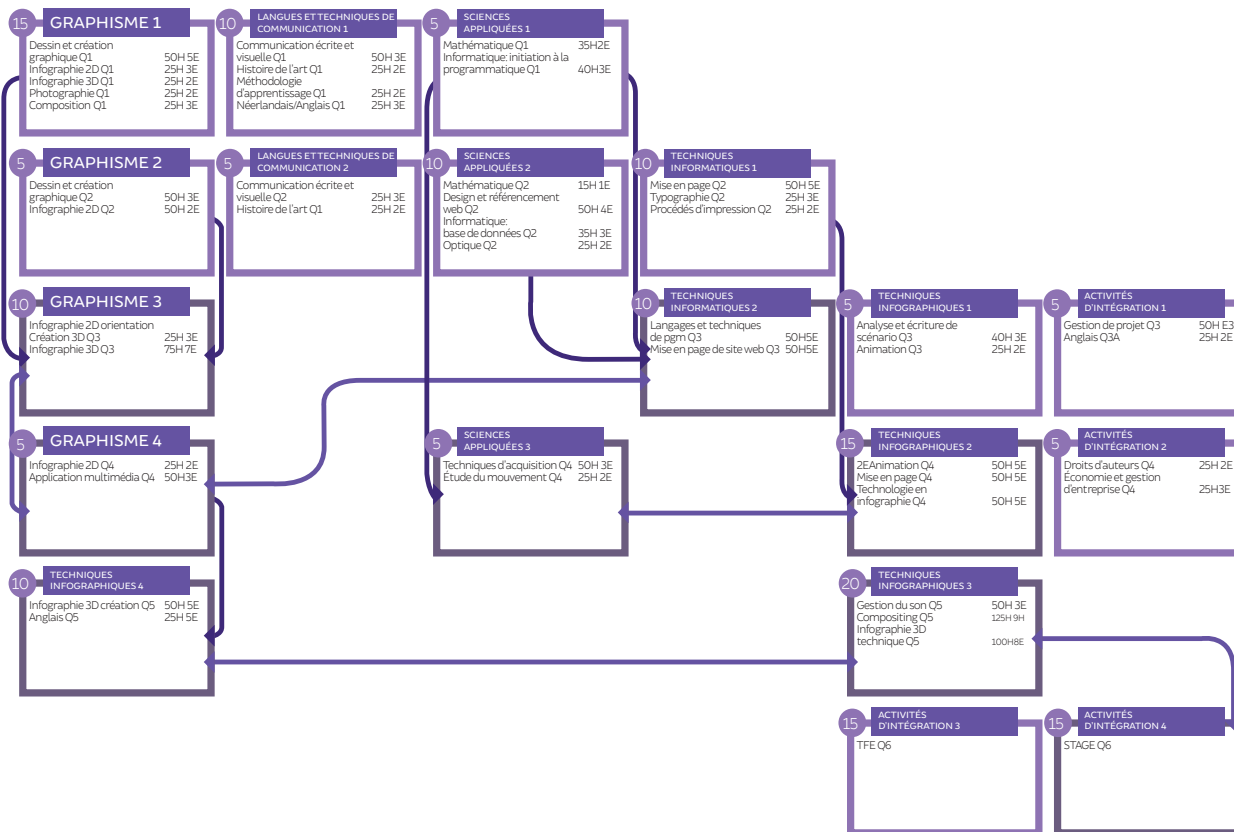 15 GRAPHISME 1
Dessin et création
graphique Q1 50H 5E
Infographie 2D Q1 25H 3E
Infographie 3D Q1 25H 2E
Photographie Q1 25H 2E
Composition Q1 25H 3E
10 LANGUES ET TECHNIQUES DE
COMMUNICATION 1
Communication écrite et
visuelle Q1 50H 3E
Histoire de l'art Q1 25H 2E
Méthodologie
d'apprentissage Q1 25H 2E
Néerlandais/Anglais Q1 25H 3E
5 SCIENCES
APPLIQUÉES 1
Mathématique Q1 35H2E
Informatique: initiation à la
programmatique Q1 40H3E
5 GRAPHISME 2
Dessin et création
graphique Q2 50H 3E
Infographie 2D Q2 50H 2E
5 LANGUES ET TECHNIQUES DE
COMMUNICATION 2
Communication écrite et
visuelle Q2 25H 3E
Histoire de l'art Q1 25H 2E
10 SCIENCES
APPLIQUÉES 2
Mathématique Q2 15H 1E
Design et référencement
web Q2 50H 4E
Informatique:
base de données Q2 35H 3E
Optique Q2 25H 2E
10 TECHNIQUES
INFORMATIQUES 1
Mise en page Q2 50H 5E
Typographie Q2 25H 3E
Procédés d'impression Q2 25H 2E
10 GRAPHISME 3
Infographie 2D orientation
Création 3D Q3 25H 3E
Infographie 3D Q3 75H 7E
10 TECHNIQUES
INFORMATIQUES 2
Langages et techniques
de pgm Q3 50H5E
Mise en page de site web Q3 50H5E
5 TECHNIQUES
INFOGRAPHIQUES 1
Analyse et écriture de
scénario Q3 40H 3E
Animation Q3 25H 2E
5 ACTIVITÉS
D'INTÉGRATION 1
Gestion de projet Q3 50H E3
Anglais Q3A 25H 2E
5 GRAPHISME 4
Infographie 2D Q4 25H 2E
Application multimédia Q4 50H3E
5 SCIENCES
APPLIQUÉES 3
Techniques d'acquisition Q4 50H 3E
Étude du mouvement Q4 25H 2E
15 TECHNIQUES
INFOGRAPHIQUES 2
2EAnimation Q4 50H 5E
Mise en page Q4 50H 5E
Technologie en
infographie Q4 50H 5E
5 ACTIVITÉS
D'INTÉGRATION 2
Droits d'auteurs Q4 25H 2E
Économie et gestion
d'entreprise Q4 25H3E
10 TECHNIQUES
INFOGRAPHIQUES 4
Infographie 3D création Q5 50H 5E
Anglais Q5 25H 5E
20 TECHNIQUES
INFOGRAPHIQUES 3
Gestion du son Q5 50H 3E
Compositing Q5 125H 9H
Infographie 3D
technique Q5 100H8E
15 ACTIVITÉS
D'INTÉGRATION 3
TFE Q6
15 ACTIVITÉS
D'INTÉGRATION 4
STAGE Q6